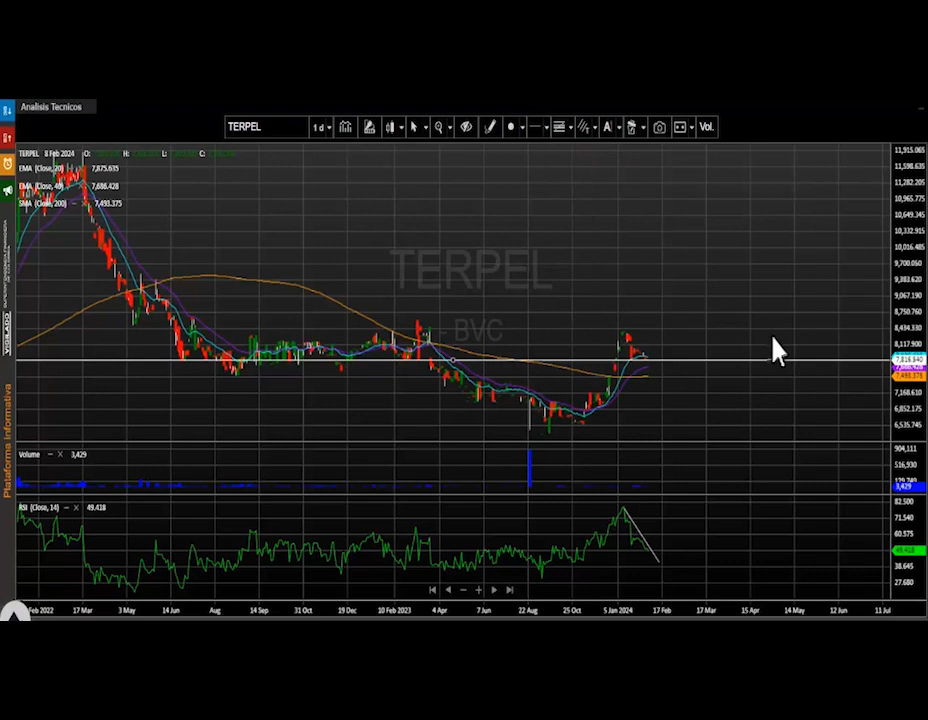 Analisis Tecnicos
TERPEL 1 d Vol.
TERPEL 8 Feb 2024 O: H: L: C:
EMA (Close, 20) 7,875.635
EMA (Close, 40) 7,686.428
SMA (Close, 200) 7,493.375
TERPEL
- BVC
11,915.065
11,598.635
11,282.205
10,965.775
10,649.345
10,332.915
10,016.485
9,700.050
9,383.620
9,067.190
8,750.760
8,434.330
8,117.900
7,686.428
7,493.375
7,168.610
6,852.175
6,535.745
Volume 3,429
904,111
516,930
3,429
RSI (Close, 14) 49.418
82.500
71.540
60.575
49.418
38.645
27.680
Feb 2022 17 Mar 3 May 14 Jun Aug 14 Sep 31 Oct 19 Dec 10 Feb 2023 4 Apr 7 Jun 22 Aug 25 Oct 5 Jan 2024 17 Feb 17 Mar 15 Apr 14 May 12 Jun 11 Jul
VIGILADO
Plataforma Informativa